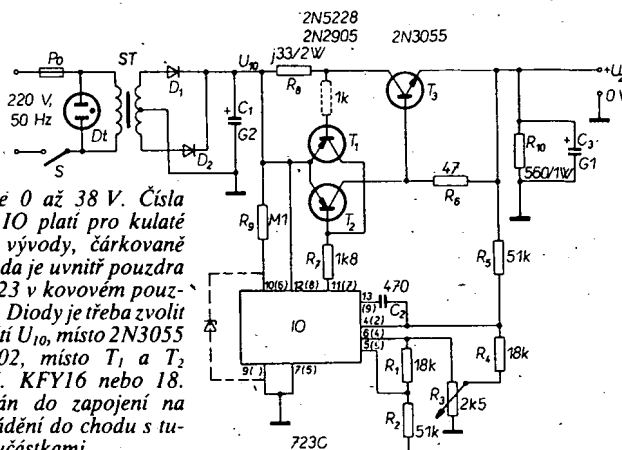 2N5228
2N2905
2N3055
j33/2W
Po
ST
D₁
U₁₀
R₈
T₃
1k
220 V,
50 Hz
Dt
S
D₂
C₁
G2
T₁
T₂
47
R₆
R₁₀
560/1W
C₃
G1
+U₂
0 V
é 0 až 38 V. Čísla
IO platí pro kulaté
vývody, čárkovaně
da je uvnitř pouzdra
23 v kovovém pouz-
Diody je třeba zvolit
tí U₁₀, místo 2N3055
02, místo T₁ a T₂
KFY16 nebo 18.
án do zapojení na
ádění do chodu s tu-
učástkami
R₉
M1
R₇
1k8
R₅
51k
10(6)
12(8)
11(7)
13
(9)
470
C₂
IO
4(2)
6(4)
7(5)
R₁
18k
R₄
18k
R₃
2k5
R₂
51k
723C